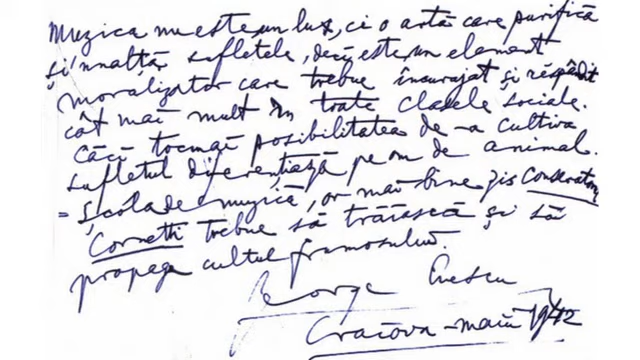 Muzica nu este un lux, ci o artă care purifică
și 'nnalță sufletele, deci, este un element
moralizator care trebue încurajat și răspândit
cât mai mult în toate clasele sociale.
Căci tocmai posibilitatea de-a cultiva
sufletul diferențiază pe om de animal.
= Școala de muzică, or mai bine zis Conservator
Cornetti trebue să trăiască și să
propage cultul frumosului.
George Enescu
Craiova - maiu 1942